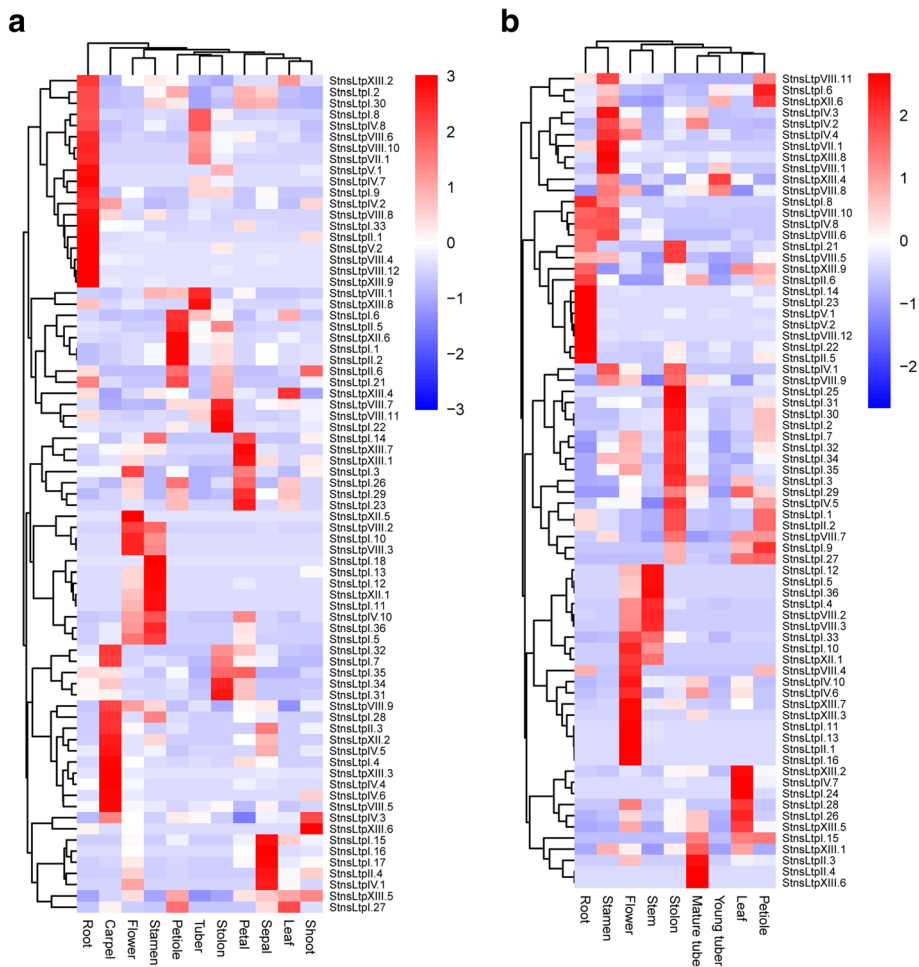 a
StnsLtpXIII.2
StnsLtpI.2
StnsLtpI.30
StnsLtpI.8
StnsLtpIV.8
StnsLtpVIII.6
StnsLtpVIII.10
StnsLtpVII.1
StnsLtpV.1
StnsLtpIV.7
StnsLtpI.9
StnsLtpIV.2
StnsLtpVIII.8
StnsLtpI.33
StnsLtpII.1
StnsLtpV.2
StnsLtpVIII.4
StnsLtpVIII.12
StnsLtpXIII.9
StnsLtpVIII.1
StnsLtpXIII.8
StnsLtpI.6
StnsLtpII.5
StnsLtpXII.6
StnsLtpI.1
StnsLtpII.2
StnsLtpII.6
StnsLtpI.21
StnsLtpXIII.4
StnsLtpVIII.7
StnsLtpVIII.11
StnsLtpI.22
StnsLtpI.14
StnsLtpXIII.7
StnsLtpXIII.1
StnsLtpI.3
StnsLtpI.26
StnsLtpI.29
StnsLtpI.23
StnsLtpXII.5
StnsLtpVIII.2
StnsLtpI.10
StnsLtpVIII.3
StnsLtpI.18
StnsLtpI.13
StnsLtpI.12
StnsLtpXII.1
StnsLtpI.11
StnsLtpIV.10
StnsLtpI.36
StnsLtpI.5
StnsLtpI.32
StnsLtpI.7
StnsLtpI.35
StnsLtpI.34
StnsLtpI.31
StnsLtpVIII.9
StnsLtpI.28
StnsLtpII.3
StnsLtpXII.2
StnsLtpIV.5
StnsLtpI.4
StnsLtpXIII.3
StnsLtpIV.4
StnsLtpIV.6
StnsLtpVIII.5
StnsLtpIV.3
StnsLtpXIII.6
StnsLtpI.15
StnsLtpI.16
StnsLtpI.17
StnsLtpII.4
StnsLtpIV.1
StnsLtpXIII.5
StnsLtpI.27
Root
Carpel
Flower
Stamen
Petiole
Tuber
Stolon
Petal
Sepal
Leaf
Shoot
3
2
1
0
−1
−2
−3
b
StnsLtpVIII.11
StnsLtpI.6
StnsLtpXII.6
StnsLtpIV.3
StnsLtpIV.2
StnsLtpIV.4
StnsLtpVII.1
StnsLtpXIII.8
StnsLtpVIII.1
StnsLtpXIII.4
StnsLtpVIII.8
StnsLtpI.8
StnsLtpVIII.10
StnsLtpIV.8
StnsLtpVIII.6
StnsLtpI.21
StnsLtpVIII.5
StnsLtpXIII.9
StnsLtpII.6
StnsLtpI.14
StnsLtpI.23
StnsLtpV.1
StnsLtpV.2
StnsLtpVIII.12
StnsLtpI.22
StnsLtpII.5
StnsLtpIV.1
StnsLtpVIII.9
StnsLtpI.25
StnsLtpI.31
StnsLtpI.30
StnsLtpI.2
StnsLtpI.7
StnsLtpI.32
StnsLtpI.34
StnsLtpI.35
StnsLtpI.3
StnsLtpI.29
StnsLtpIV.5
StnsLtpI.1
StnsLtpII.2
StnsLtpVIII.7
StnsLtpI.9
StnsLtpI.27
StnsLtpI.12
StnsLtpI.5
StnsLtpI.36
StnsLtpI.4
StnsLtpVIII.2
StnsLtpVIII.3
StnsLtpI.33
StnsLtpI.10
StnsLtpXII.1
StnsLtpVIII.4
StnsLtpIV.10
StnsLtpIV.6
StnsLtpXIII.7
StnsLtpXIII.3
StnsLtpI.11
StnsLtpI.13
StnsLtpII.1
StnsLtpI.16
StnsLtpXIII.2
StnsLtpIV.7
StnsLtpI.24
StnsLtpI.28
StnsLtpI.26
StnsLtpXIII.5
StnsLtpI.15
StnsLtpXIII.1
StnsLtpII.3
StnsLtpII.4
StnsLtpXIII.6
Root
Stamen
Flower
Stem
Stolon
Mature tube
Young tuber
Leaf
Petiole
2
1
0
−1
−2